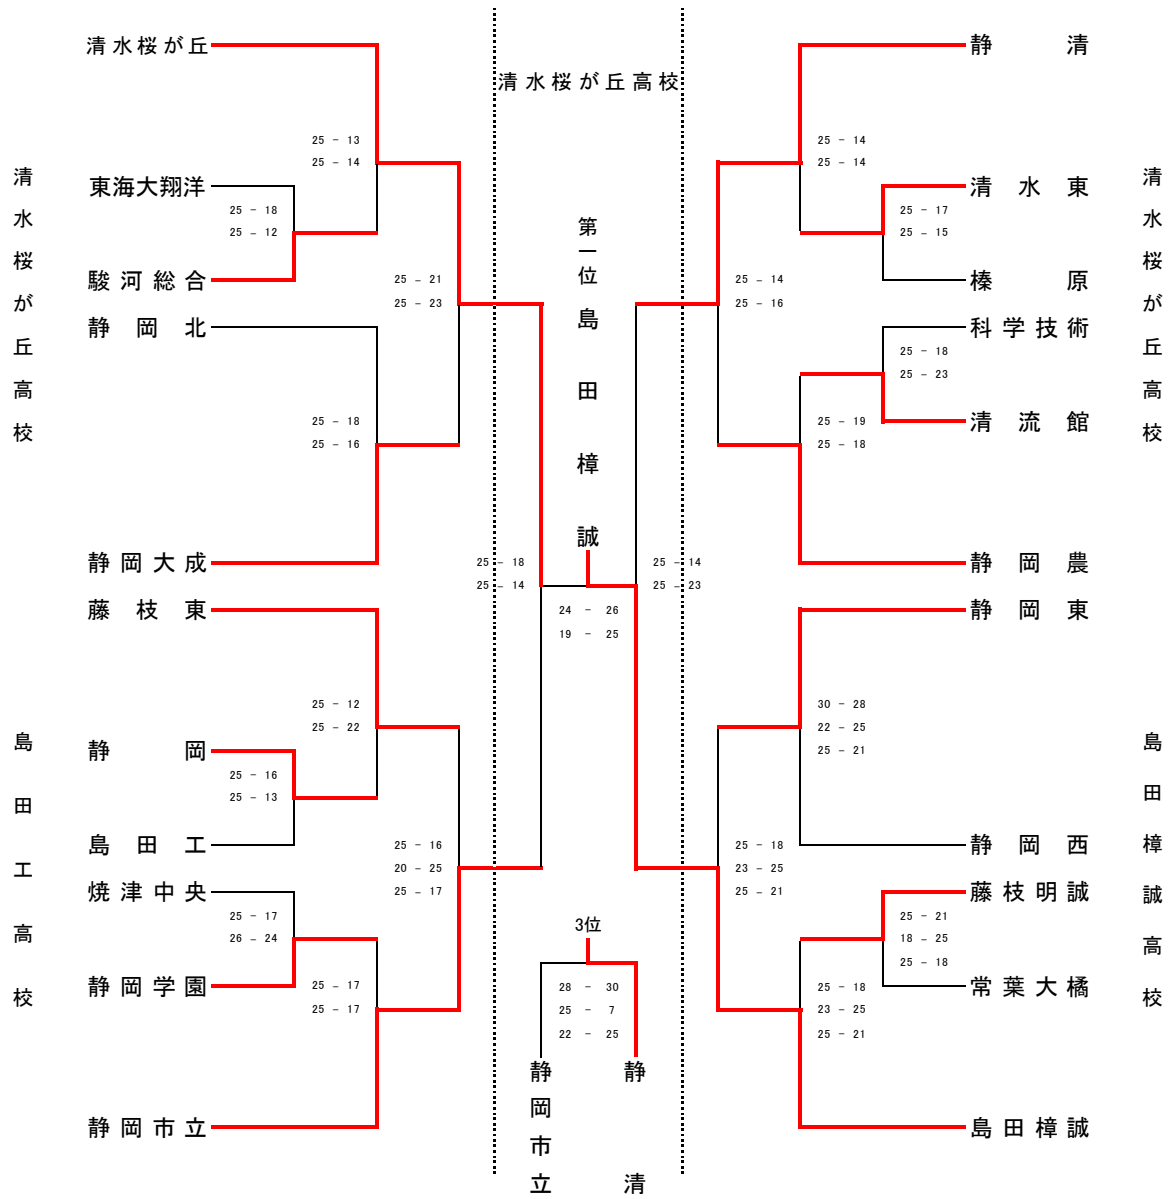 清水桜が丘
東海大翔洋
駿河総合
静岡北
静岡大成
藤枝東
静岡
島田工
焼津中央
静岡学園
静岡市立
清水桜が丘高校
島田工高校
25 - 13
25 - 14
25 - 18
25 - 12
25 - 21
25 - 23
25 - 18
25 - 16
25 - 18
25 - 14
25 - 12
25 - 22
25 - 16
25 - 13
25 - 16
20 - 25
25 - 17
25 - 17
26 - 24
25 - 17
25 - 17
清水桜が丘高校
第一位
島田樟誠
24 - 26
19 - 25
3位
28 - 30
25 - 7
22 - 25
静岡市立
静清
静清
清水東
榛原
科学技術
清流館
静岡農
静岡東
静岡西
藤枝明誠
常葉大橘
島田樟誠
25 - 14
25 - 14
25 - 17
25 - 15
25 - 14
25 - 16
25 - 18
25 - 23
25 - 19
25 - 18
25 - 14
25 - 23
30 - 28
22 - 25
25 - 21
25 - 18
23 - 25
25 - 21
25 - 21
18 - 25
25 - 18
25 - 18
23 - 25
25 - 21
清水桜が丘高校
島田樟誠高校